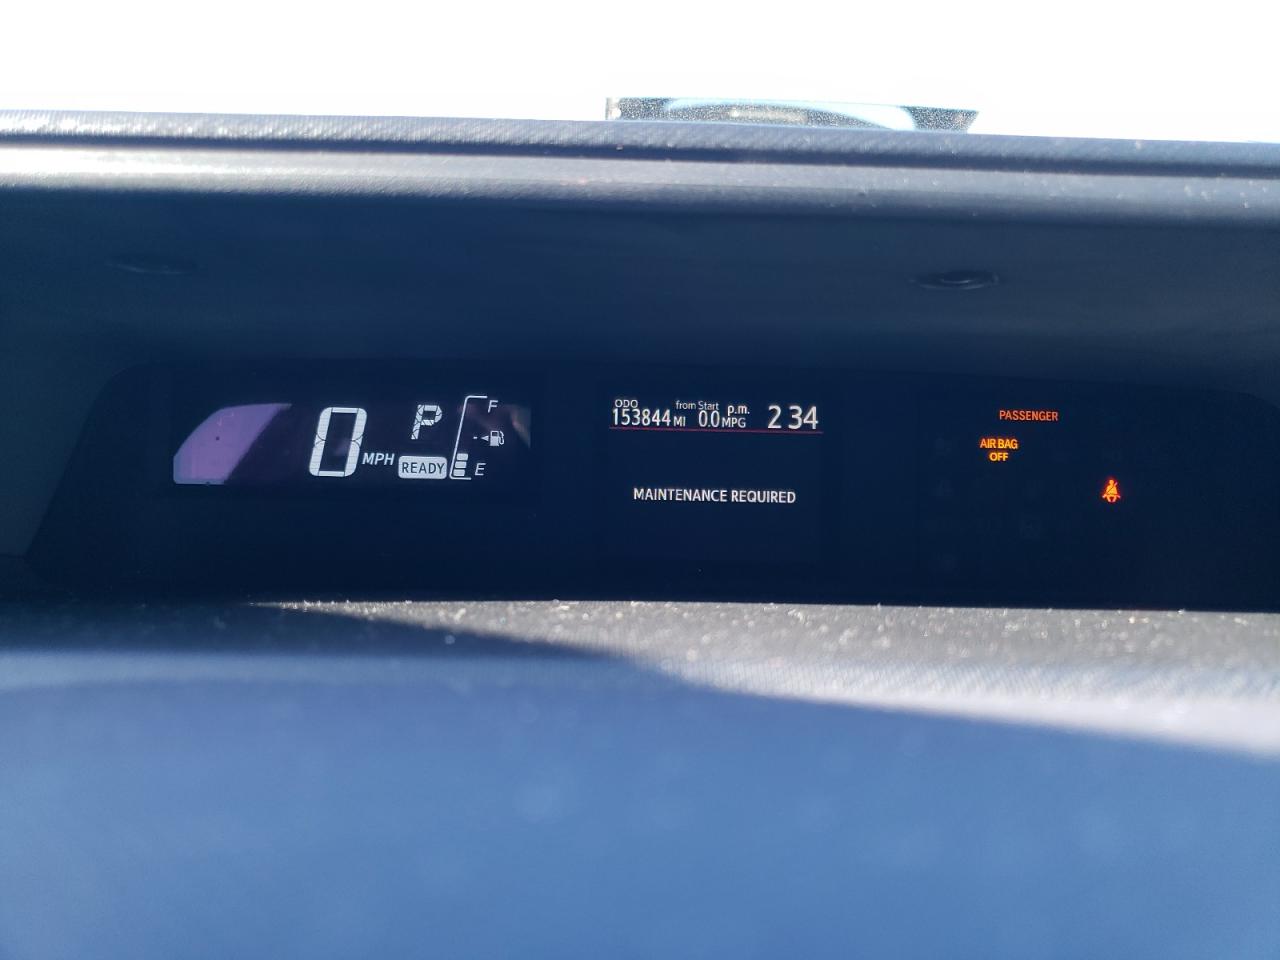 0 MPH
P
READY
F
E
ODO
153844 MI
from Start
0.0 MPG
p.m.
2 34
MAINTENANCE REQUIRED
PASSENGER
AIR BAG
OFF